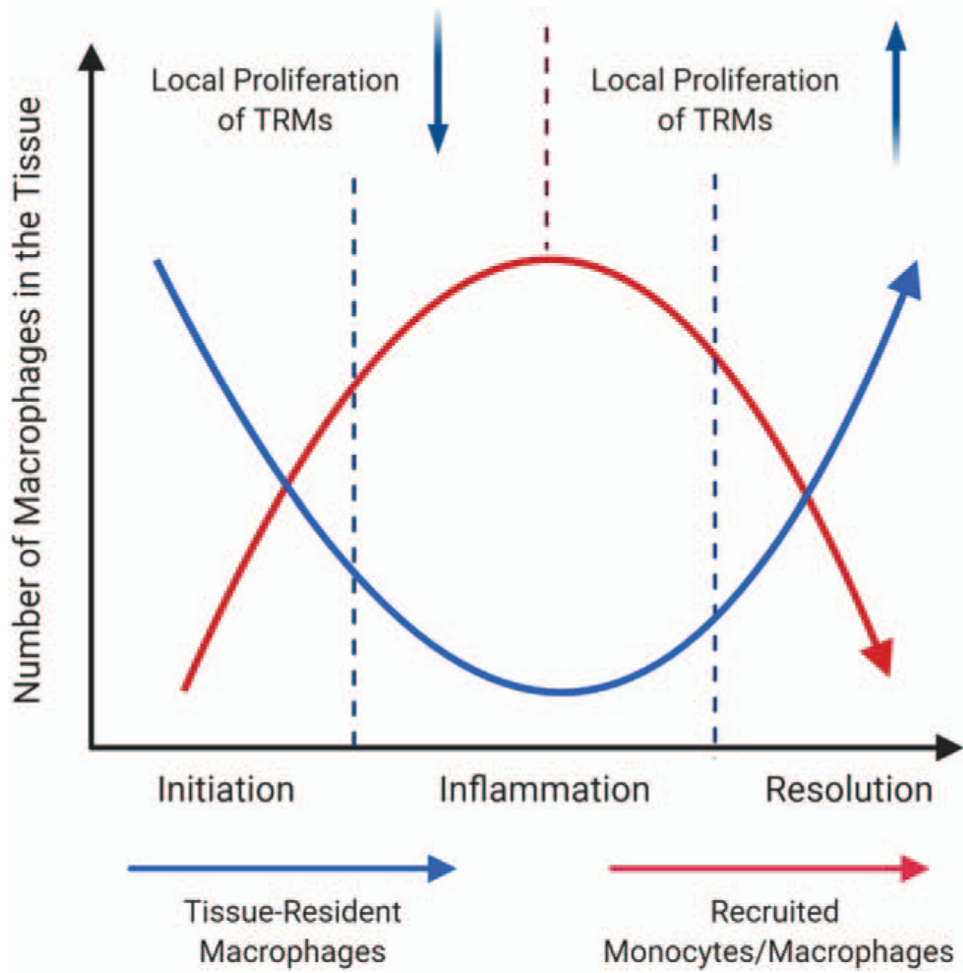 Local Proliferation
of TRMs
Local Proliferation
of TRMs
Number of Macrophages in the Tissue
Initiation
Inflammation
Resolution
Tissue-Resident
Macrophages
Recruited
Monocytes/Macrophages